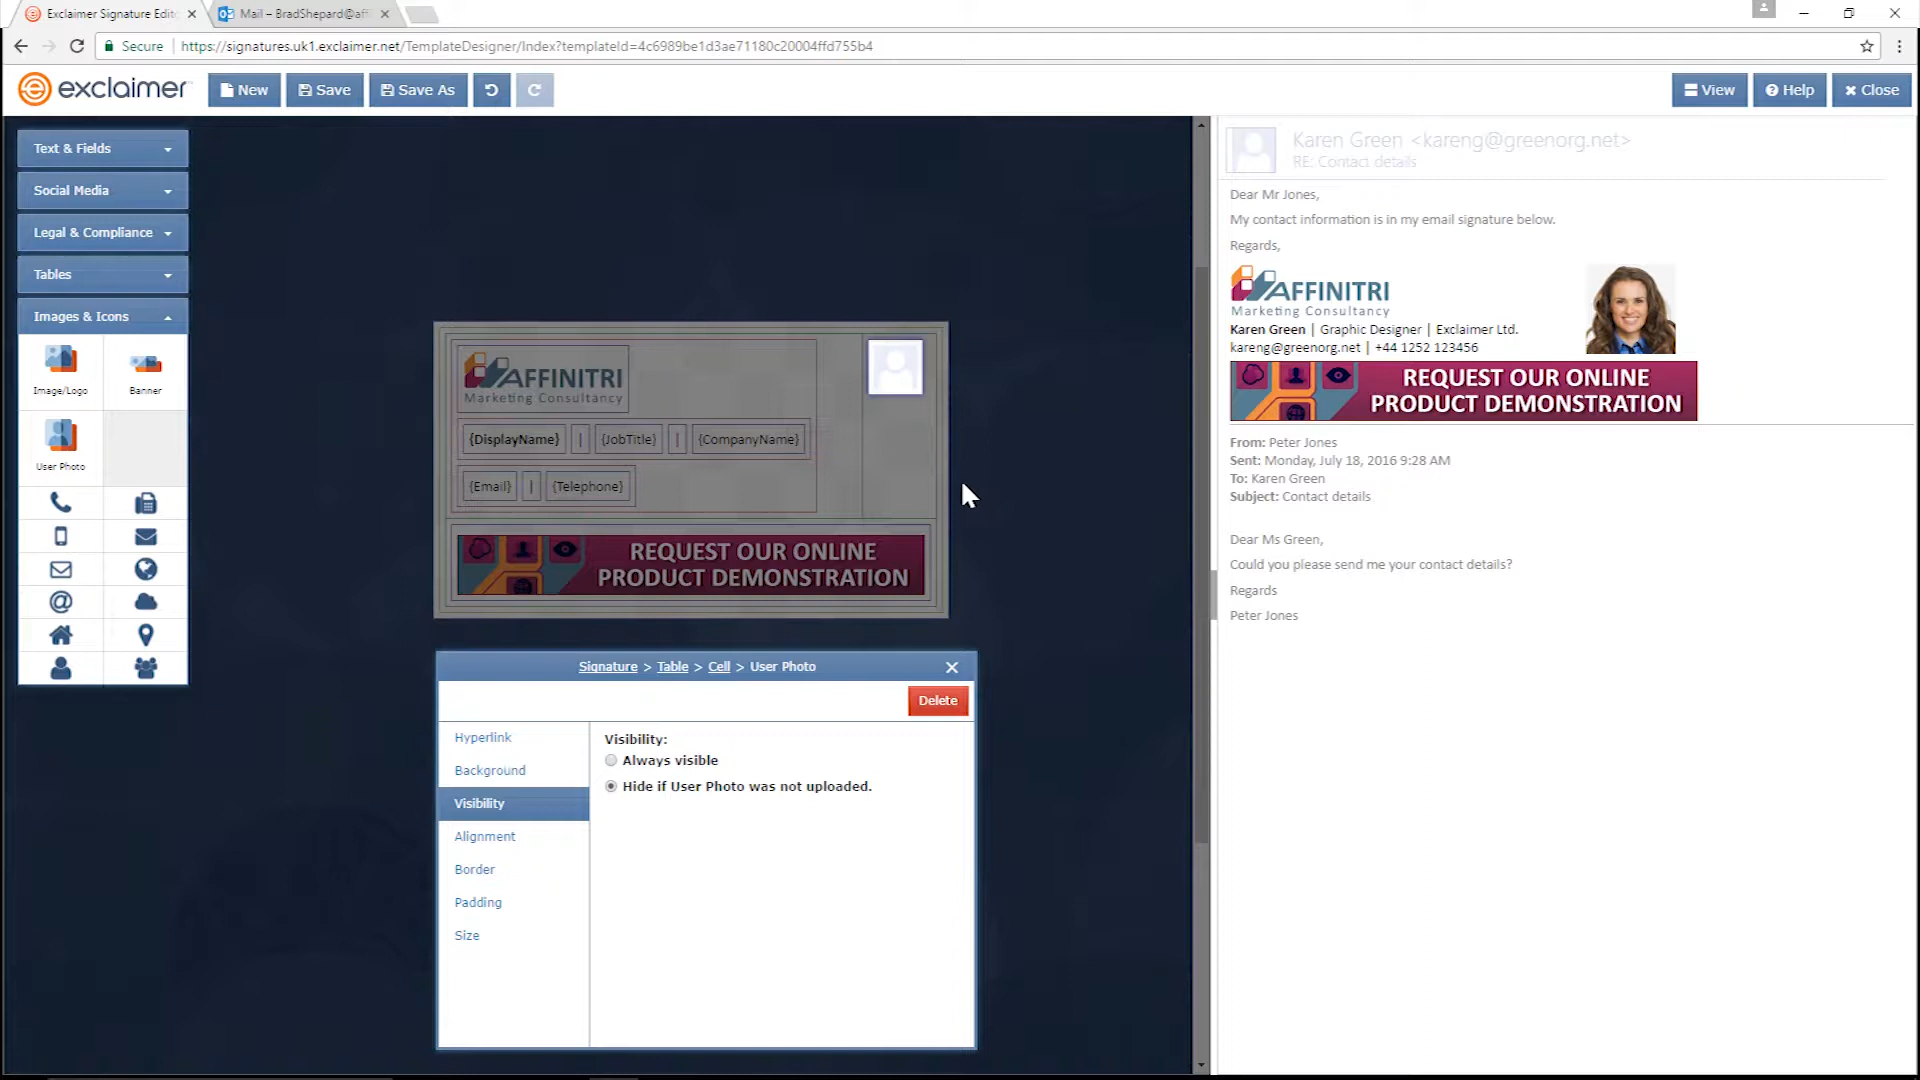 Exclaimer Signature Edit
Mail – BradShepard@aff
Secure
https://signatures.uk1.exclaimer.net/TemplateDesigner/Index?templateId=4c6989be1d3ae71180c20004ffd755b4
exclaimer
New
Save
Save As
View
Help
Close
Text & Fields
Social Media
Legal & Compliance
Tables
Images & Icons
Image/Logo
Banner
User Photo
AFFINITRI
Marketing Consultancy
{DisplayName} | {JobTitle} | {CompanyName}
{Email} | {Telephone}
REQUEST OUR ONLINE
PRODUCT DEMONSTRATION
Signature > Table > Cell > User Photo
Delete
Hyperlink
Background
Visibility
Alignment
Border
Padding
Size
Visibility:
Always visible
Hide if User Photo was not uploaded.
Karen Green <kareng@greenorg.net>
RE: Contact details
Dear Mr Jones,
My contact information is in my email signature below.
Regards,
AFFINITRI
Marketing Consultancy
Karen Green | Graphic Designer | Exclaimer Ltd.
kareng@greenorg.net | +44 1252 123456
REQUEST OUR ONLINE
PRODUCT DEMONSTRATION
From: Peter Jones
Sent: Monday, July 18, 2016 9:28 AM
To: Karen Green
Subject: Contact details
Dear Ms Green,
Could you please send me your contact details?
Regards
Peter Jones